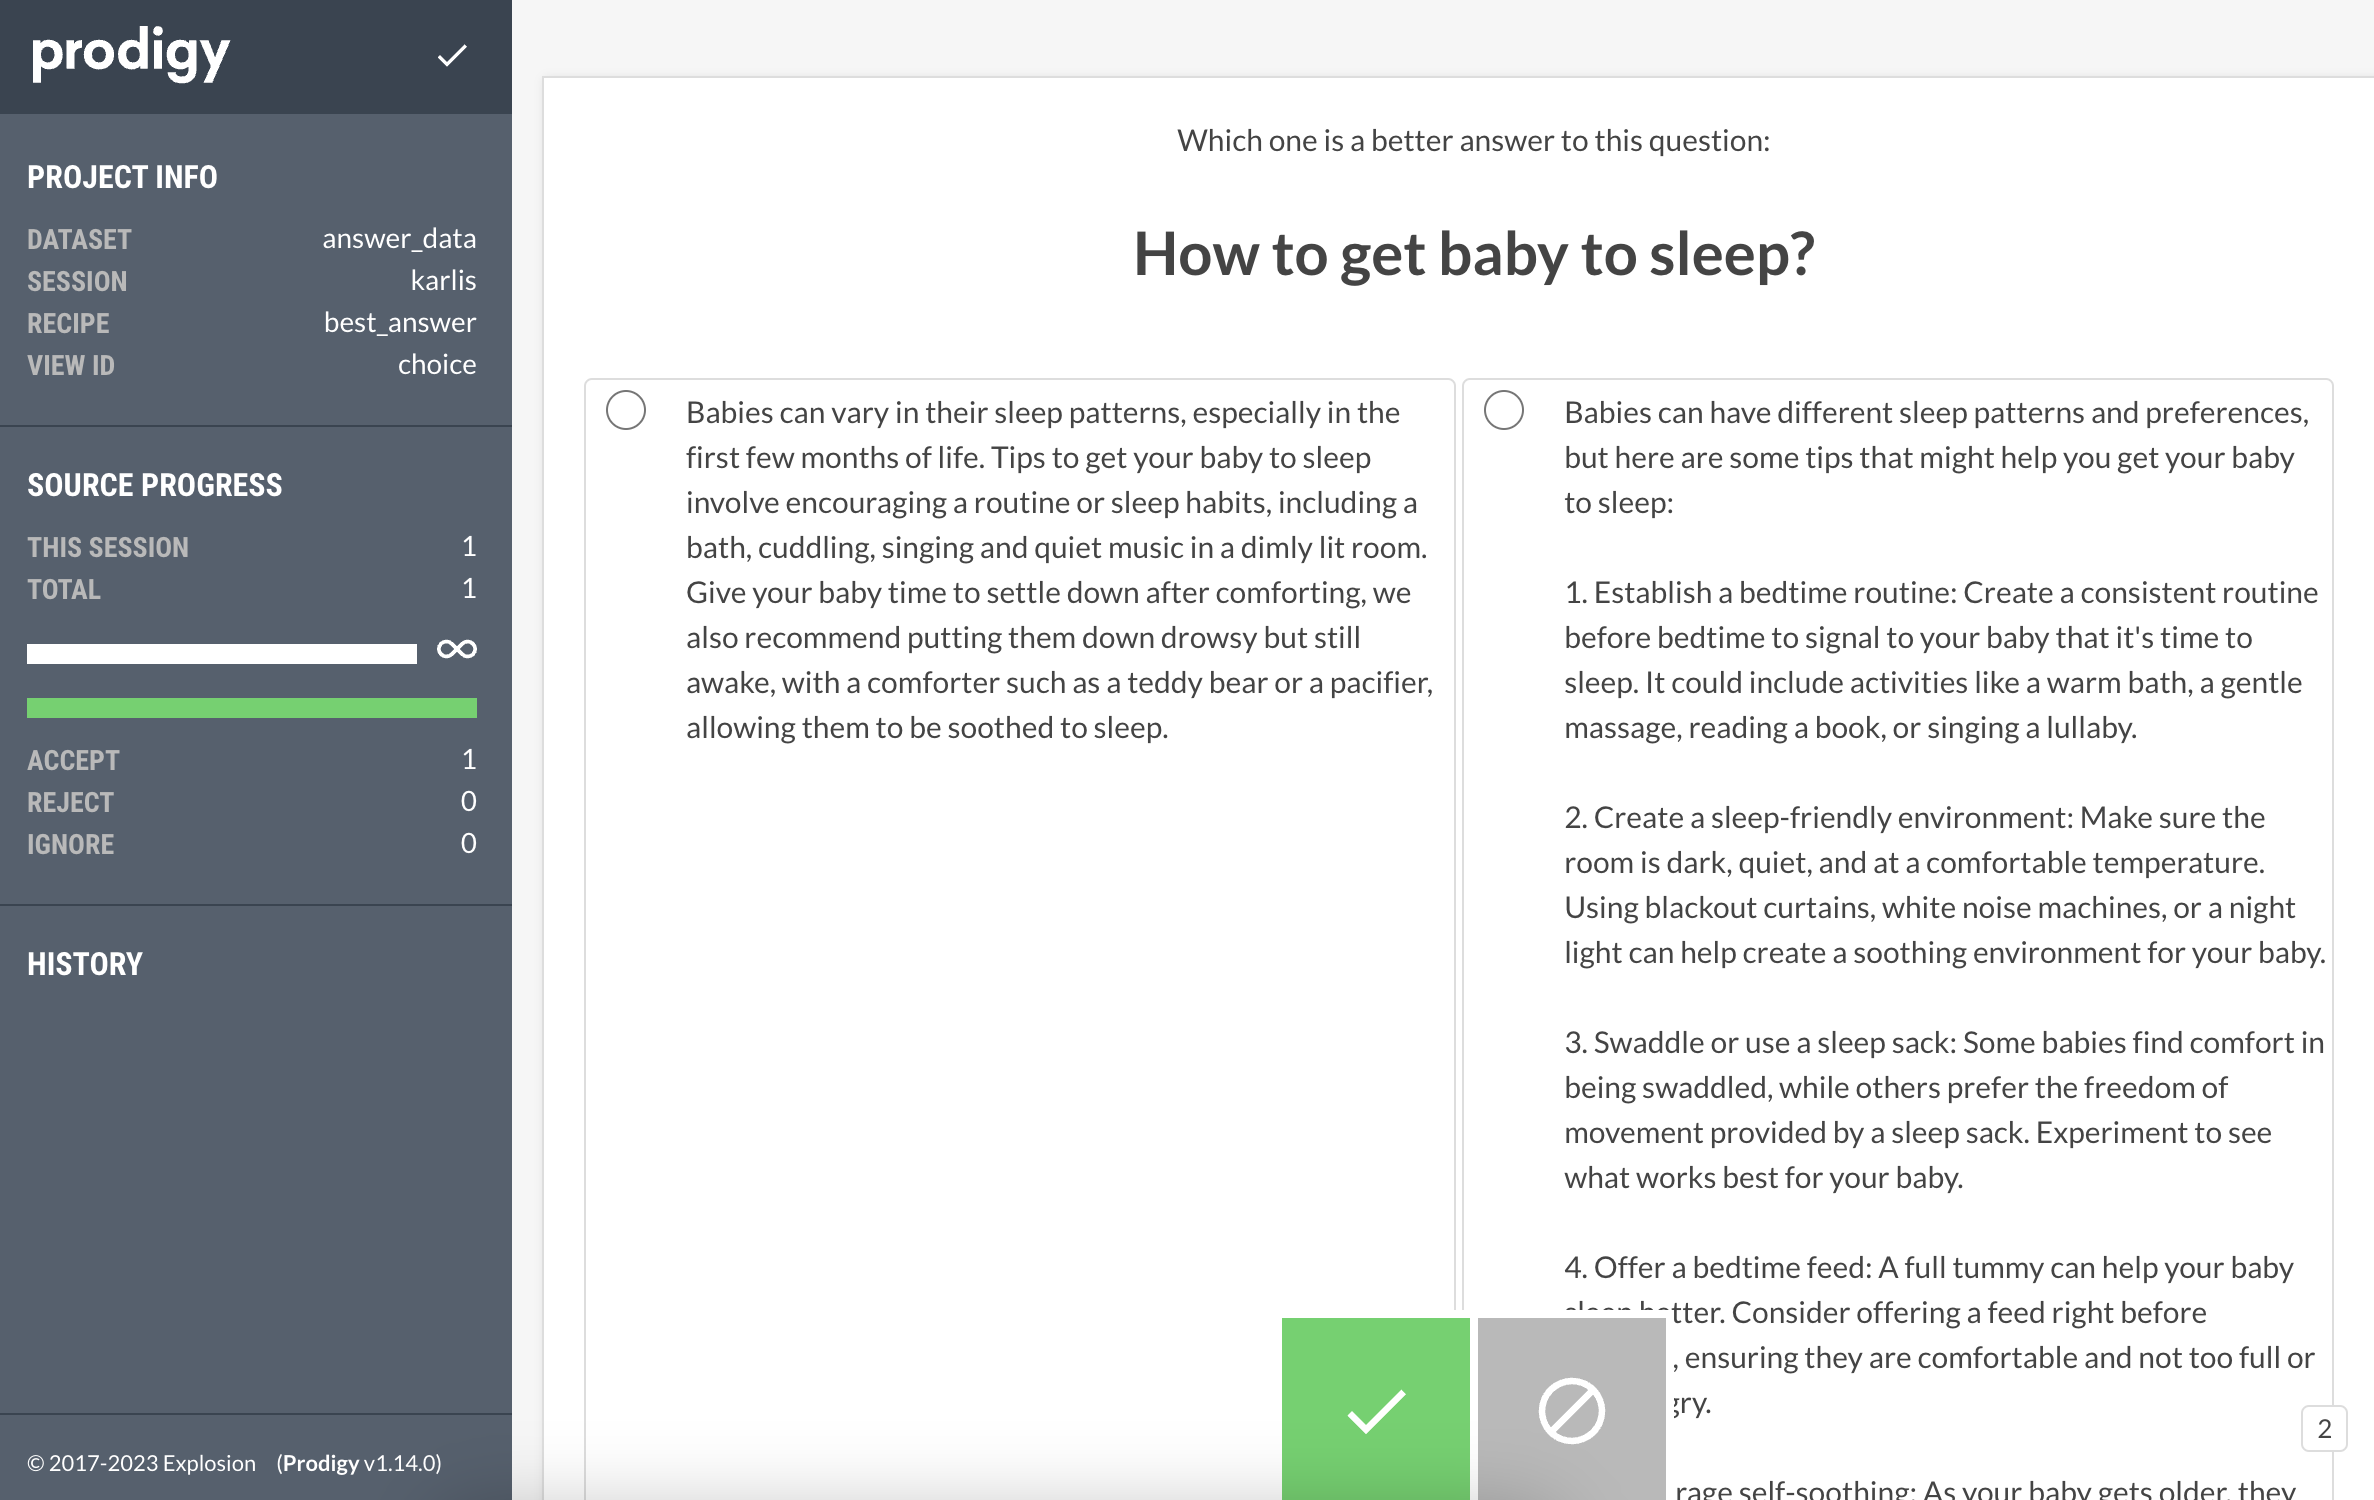 prodigy
PROJECT INFO
DATASET answer_data
SESSION karlis
RECIPE best_answer
VIEW ID choice
SOURCE PROGRESS
THIS SESSION 1
TOTAL 1
∞
ACCEPT 1
REJECT 0
IGNORE 0
HISTORY
© 2017-2023 Explosion (Prodigy v1.14.0)
Which one is a better answer to this question:
How to get baby to sleep?
Babies can vary in their sleep patterns, especially in the
first few months of life. Tips to get your baby to sleep
involve encouraging a routine or sleep habits, including a
bath, cuddling, singing and quiet music in a dimly lit room.
Give your baby time to settle down after comforting, we
also recommend putting them down drowsy but still
awake, with a comforter such as a teddy bear or a pacifier,
allowing them to be soothed to sleep.
Babies can have different sleep patterns and preferences,
but here are some tips that might help you get your baby
to sleep:
1. Establish a bedtime routine: Create a consistent routine
before bedtime to signal to your baby that it's time to
sleep. It could include activities like a warm bath, a gentle
massage, reading a book, or singing a lullaby.
2. Create a sleep-friendly environment: Make sure the
room is dark, quiet, and at a comfortable temperature.
Using blackout curtains, white noise machines, or a night
light can help create a soothing environment for your baby.
3. Swaddle or use a sleep sack: Some babies find comfort in
being swaddled, while others prefer the freedom of
movement provided by a sleep sack. Experiment to see
what works best for your baby.
4. Offer a bedtime feed: A full tummy can help your baby
sleep better. Consider offering a feed right before
, ensuring they are comfortable and not too full or
gry.
rage self-soothing: As your baby gets older, they
2